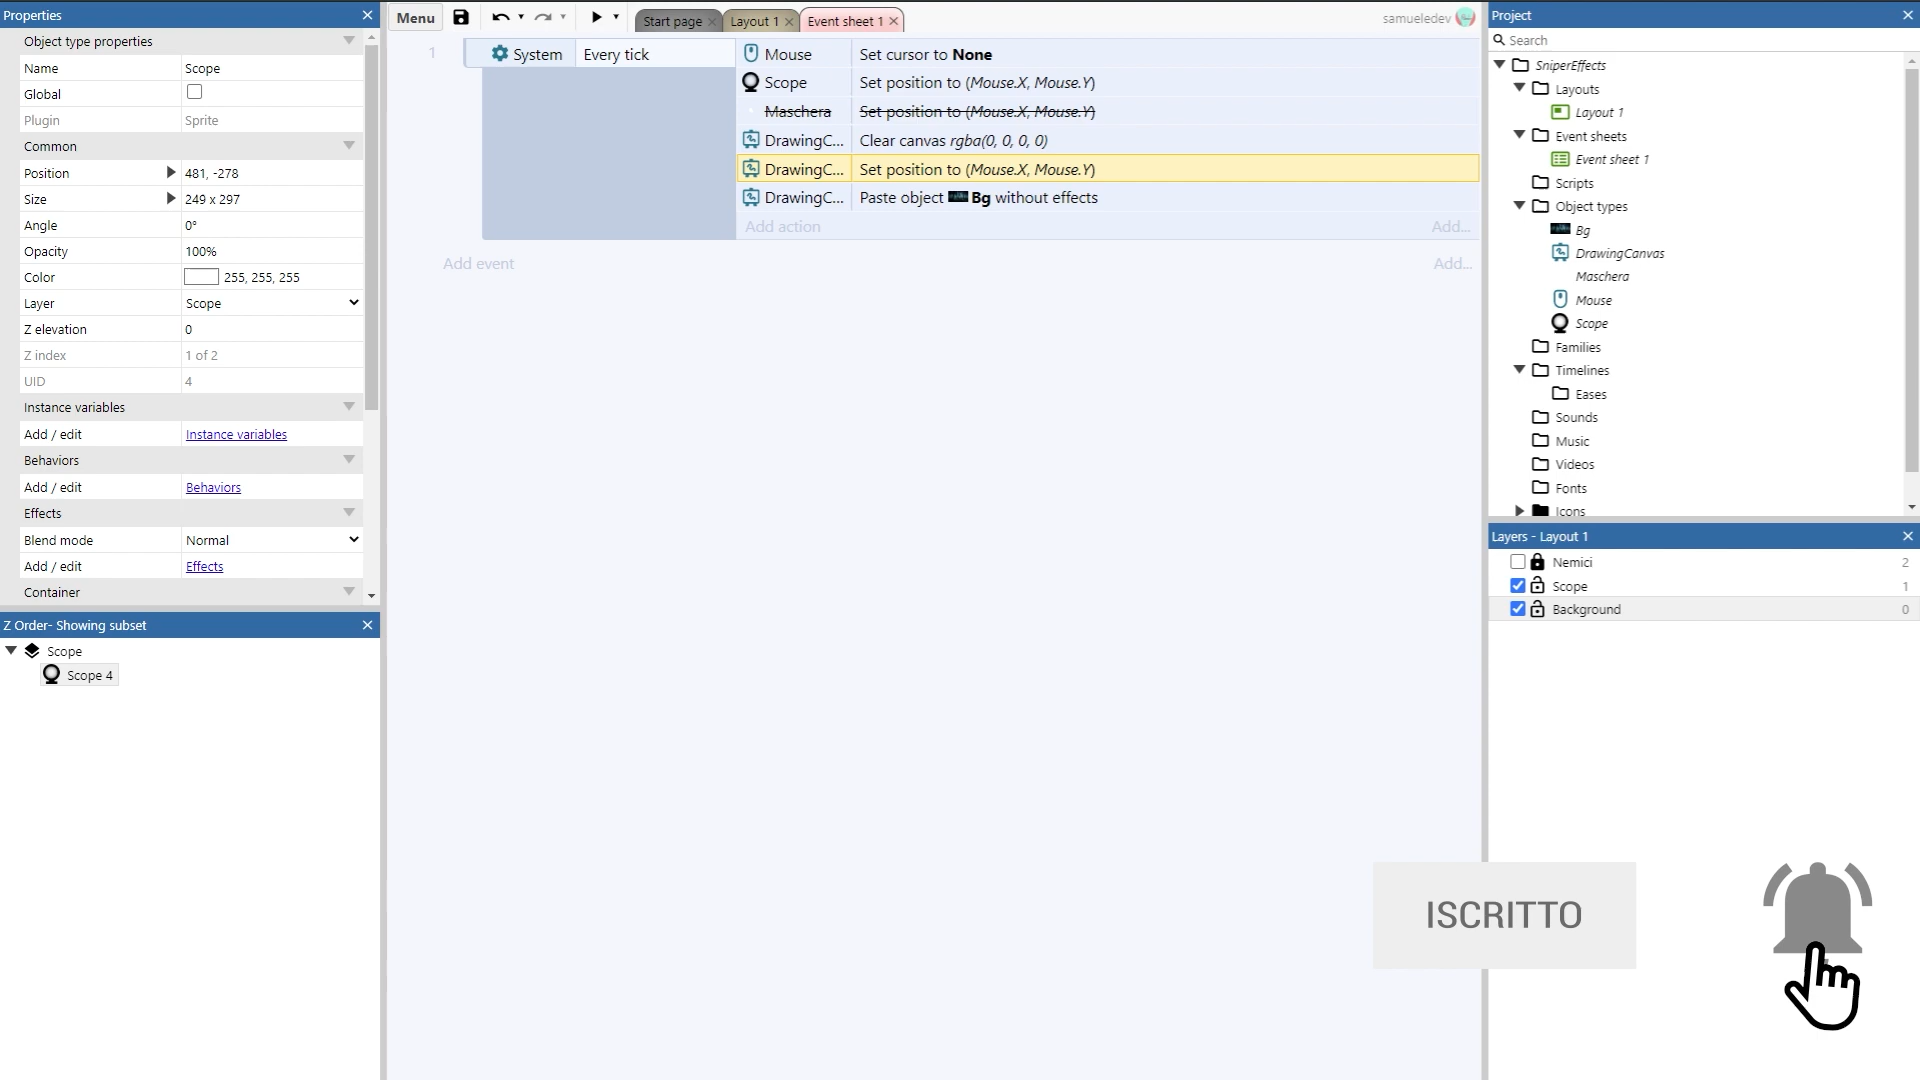 Properties
Object type properties
Name Scope
Global
Plugin Sprite
Common
Position 481, -278
Size 249 x 297
Angle 0°
Opacity 100%
Color 255, 255, 255
Layer Scope
Z elevation 0
Z index 1 of 2
UID 4
Instance variables
Add / edit Instance variables
Behaviors
Add / edit Behaviors
Effects
Blend mode Normal
Add / edit Effects
Container
Z Order- Showing subset
Scope
Scope 4
Menu
Start page Layout 1 Event sheet 1
samueledev
1 System Every tick
Mouse Set cursor to None
Scope Set position to (Mouse.X, Mouse.Y)
Maschera Set position to (Mouse.X, Mouse.Y)
DrawingC... Clear canvas rgba(0, 0, 0, 0)
DrawingC... Set position to (Mouse.X, Mouse.Y)
DrawingC... Paste object Bg without effects
Add action Add...
Add event Add...
Project
Search
SniperEffects
Layouts
Layout 1
Event sheets
Event sheet 1
Scripts
Object types
Bg
DrawingCanvas
Maschera
Mouse
Scope
Families
Timelines
Eases
Sounds
Music
Videos
Fonts
Icons
Layers - Layout 1
Nemici 2
Scope 1
Background 0
ISCRITTO